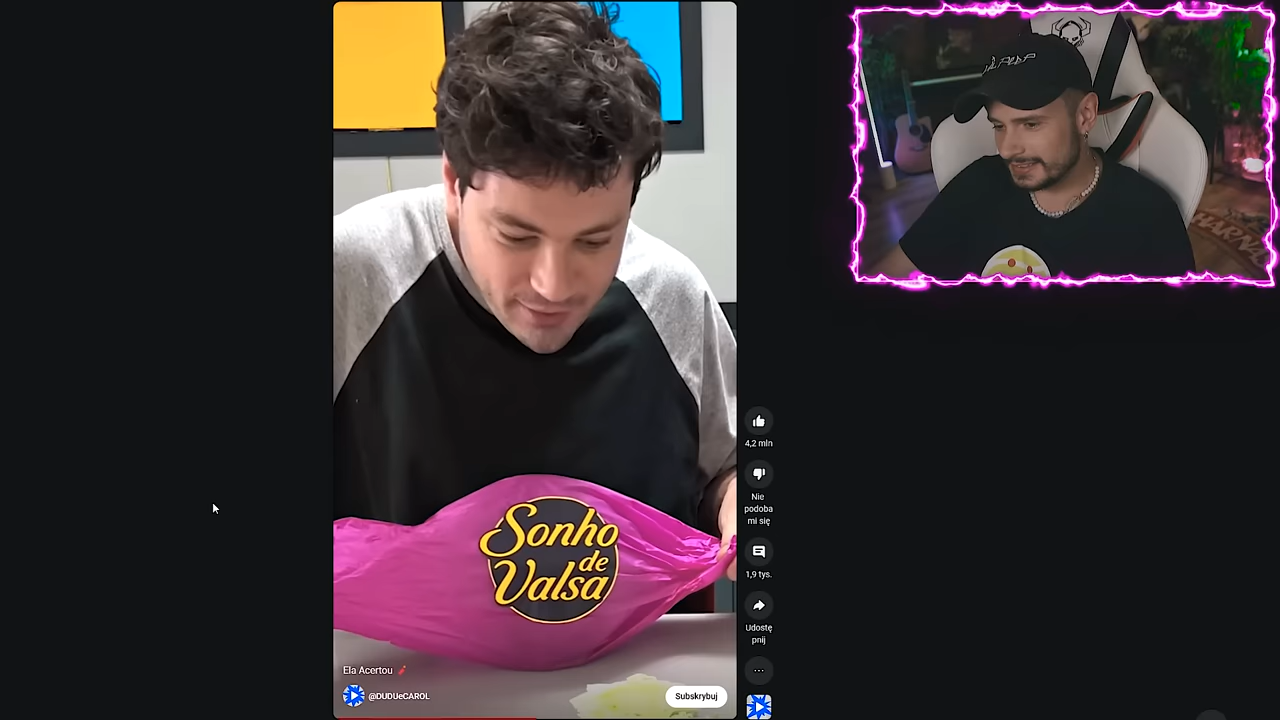 Sonho
de
Valsa
4,2 mln
Nie
podoba
mi się
1,9 tys.
Udostę
pnij
Ela Acertou
@DUDUeCAROL
Subskrybuj